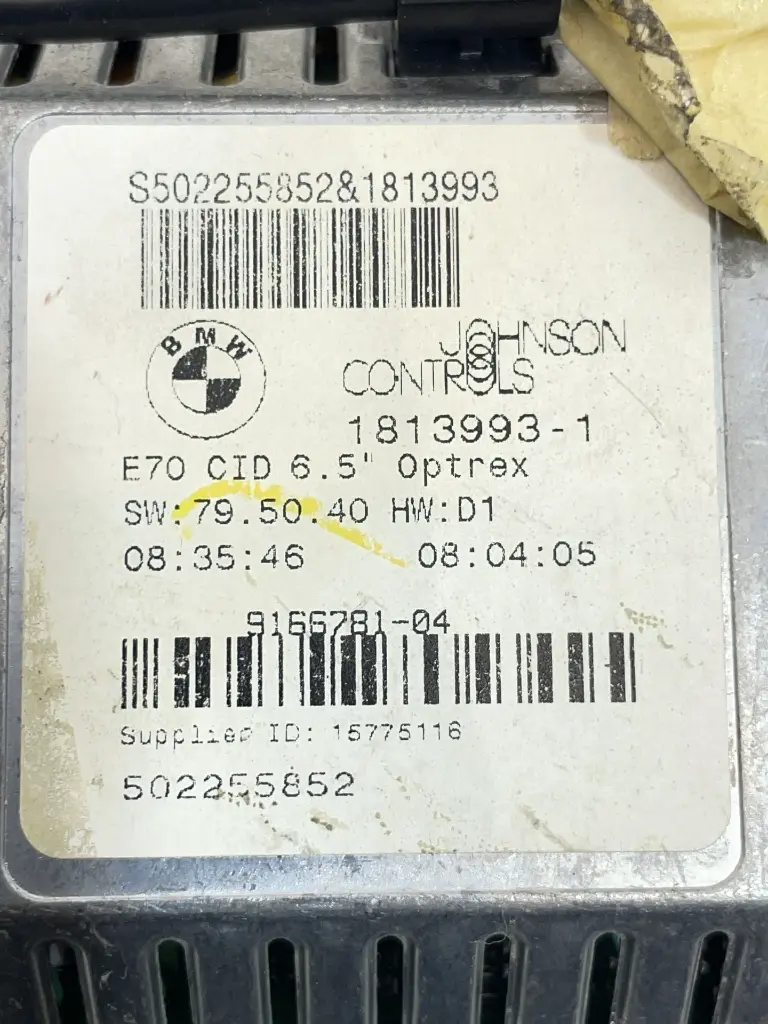 S502255852&1813993
BMW
JOHNSON
CONTROLS
1813993-1
E70 CID 6.5" Optrex
SW:79.50.40 HW:D1
08:35:46 08:04:05
9166781-04
Supplier ID: 15775116
502255852